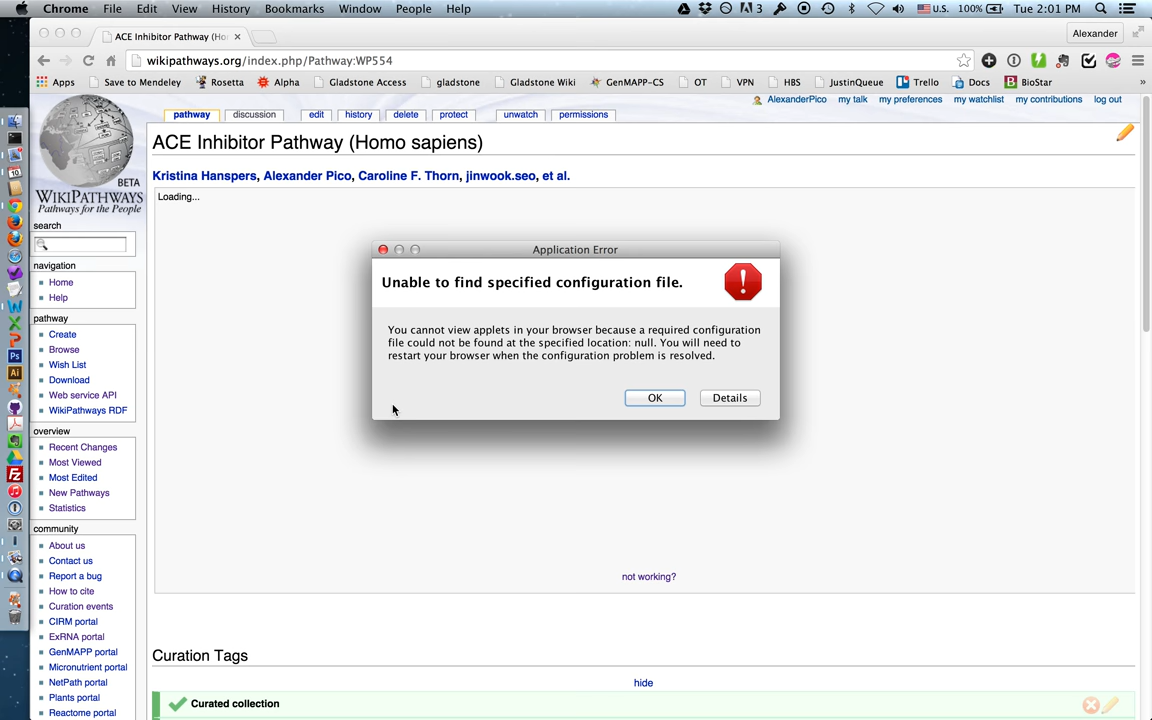 Chrome File Edit View History Bookmarks Window People Help 3 U.S. 100% Tue 2:01 PM
ACE Inhibitor Pathway (Ho Alexander
wikipathways.org/index.php/Pathway:WP554
Apps Save to Mendeley Rosetta Alpha Gladstone Access gladstone Gladstone Wiki GenMAPP-CS OT VPN HBS JustinQueue Trello Docs BioStar »
AlexanderPico my talk my preferences my watchlist my contributions log out
pathway discussion edit history delete protect unwatch permissions
ACE Inhibitor Pathway (Homo sapiens)
Kristina Hanspers, Alexander Pico, Caroline F. Thorn, jinwook.seo, et al.
Loading...
BETA
WIKIPATHWAYS
Pathways for the People
search
navigation
Home
Help
pathway
Create
Browse
Wish List
Download
Web service API
WikiPathways RDF
overview
Recent Changes
Most Viewed
Most Edited
New Pathways
Statistics
community
About us
Contact us
Report a bug
How to cite
Curation events
CIRM portal
ExRNA portal
GenMAPP portal
Micronutrient portal
NetPath portal
Plants portal
Reactome portal
Application Error
Unable to find specified configuration file.
You cannot view applets in your browser because a required configuration
file could not be found at the specified location: null. You will need to
restart your browser when the configuration problem is resolved.
OK Details
not working?
Curation Tags
hide
Curated collection